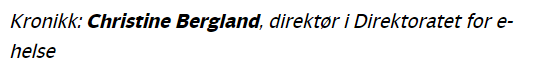 Kronikk: Christine Bergland, direktør i Direktoratet for e-
helse